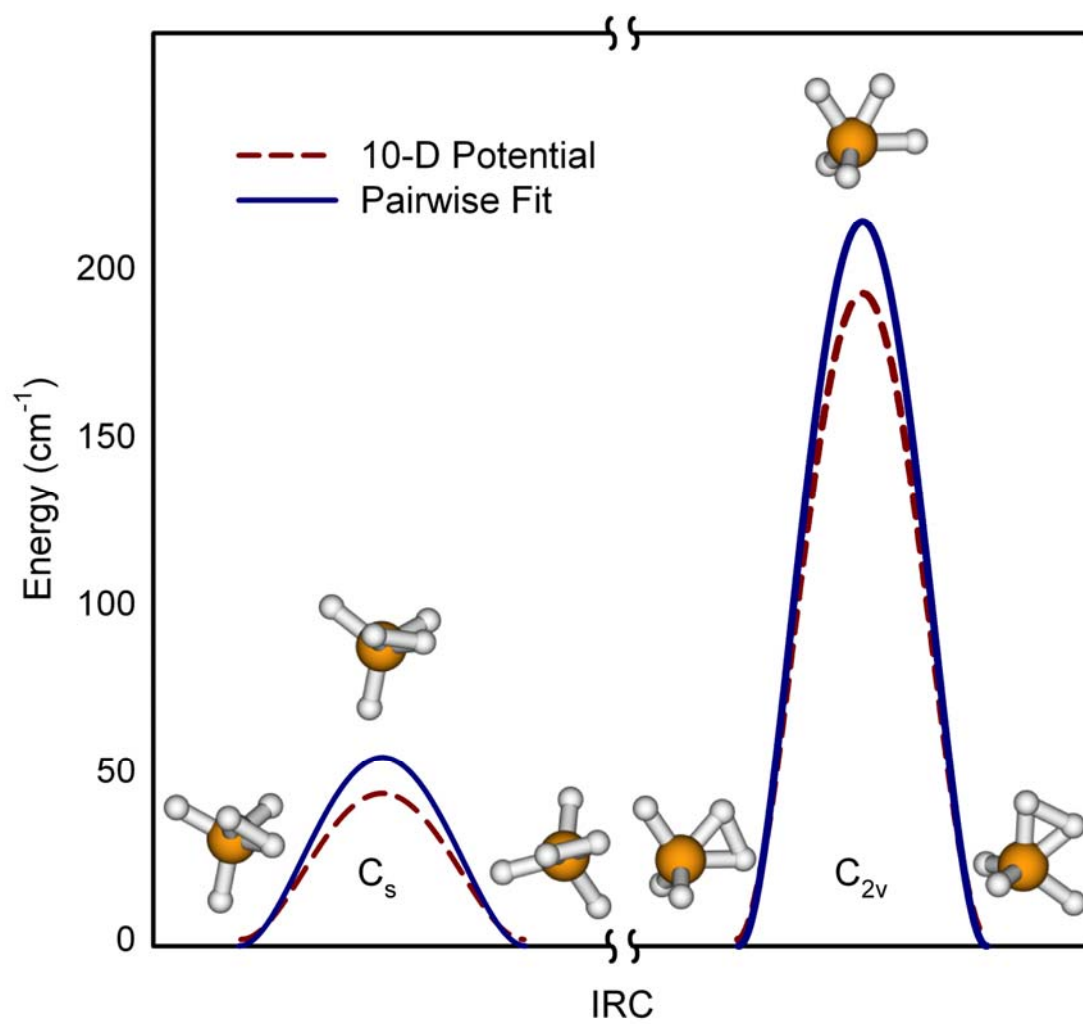 10-D Potential
Pairwise Fit
200
150
100
50
0
Energy (cm⁻¹)
Cₛ
C₂ᵥ
IRC